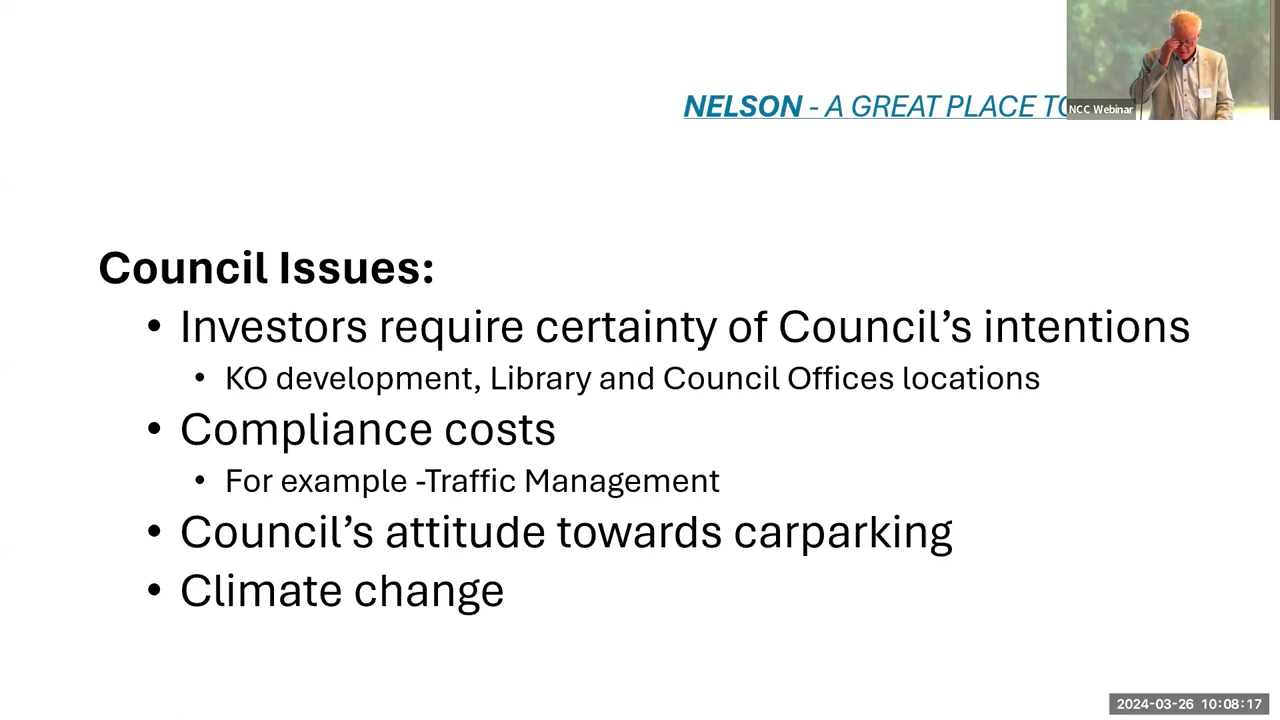 NELSON - A GREAT PLACE
NCC Webinar
Council Issues:
• Investors require certainty of Council’s intentions
• KO development, Library and Council Offices locations
• Compliance costs
• For example -Traffic Management
• Council’s attitude towards carparking
• Climate change
2024-03-26 10:08:17